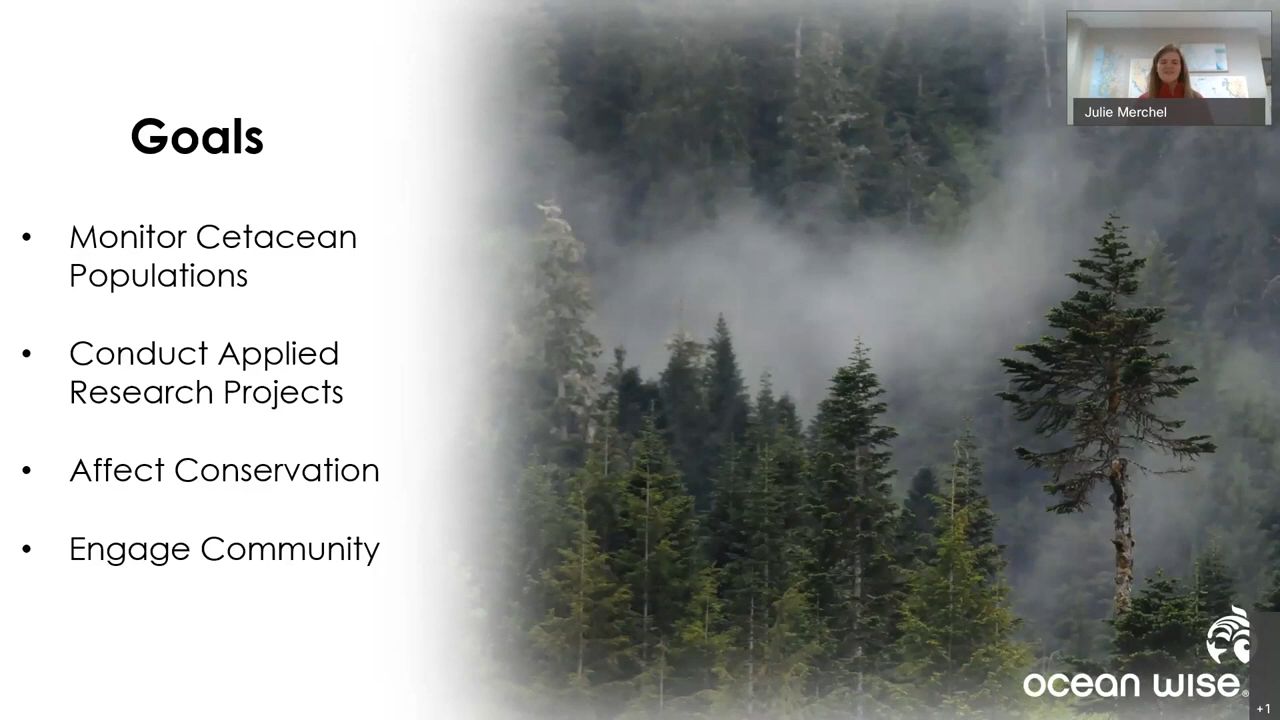 Goals
• Monitor Cetacean
Populations
• Conduct Applied
Research Projects
• Affect Conservation
• Engage Community
Julie Merchel
ocean wise®
+1